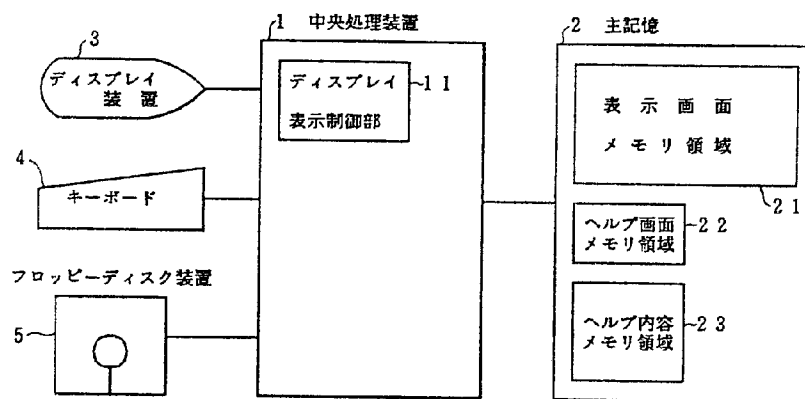 1 中央処理装置
2 主記憶
3
ディスプレイ
装置
ディスプレイ
表示制御部
11
表示画面
メモリ領域
21
4
キーボード
ヘルプ画面
メモリ領域
22
フロッピーディスク装置
5
ヘルプ内容
メモリ領域
23